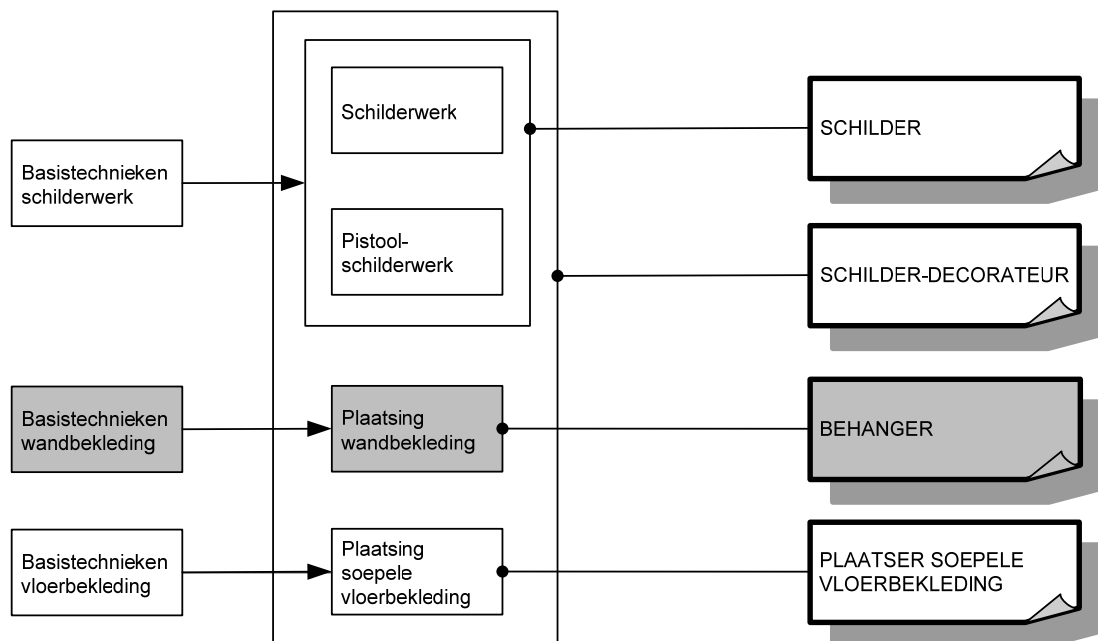 Basistechnieken
schilderwerk
Schilderwerk
Pistool-
schilderwerk
SCHILDER
SCHILDER-DECORATEUR
Basistechnieken
wandbekleding
Plaatsing
wandbekleding
BEHANGER
Basistechnieken
vloerbekleding
Plaatsing
soepele
vloerbekleding
PLAATSER SOEPELE
VLOERBEKLEDING